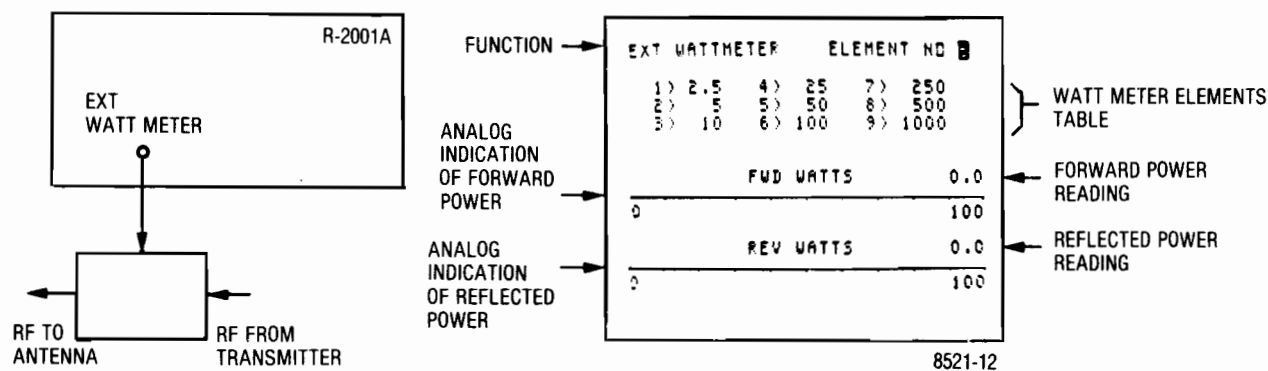 R-2001A
EXT
WATT METER
RF TO
ANTENNA
RF FROM
TRANSMITTER
FUNCTION
ANALOG
INDICATION
OF FORWARD
POWER
ANALOG
INDICATION
OF REFLECTED
POWER
EXT WATTMETER ELEMENT NO
1) 2.5 4) 25 7) 250
2) 5 5) 50 8) 500
3) 10 6) 100 9) 1000
FWD WATTS 0.0
0 100
REV WATTS 0.0
0 100
WATT METER ELEMENTS
TABLE
FORWARD POWER
READING
REFLECTED POWER
READING
8521-12